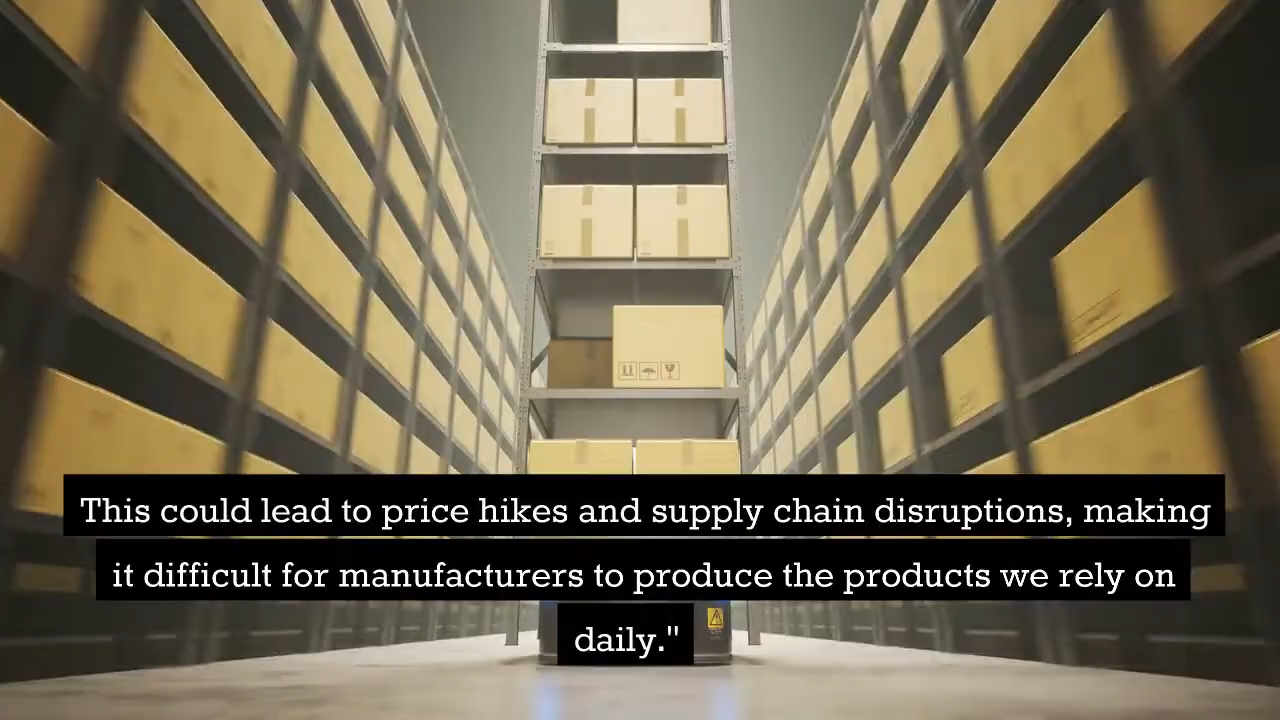 This could lead to price hikes and supply chain disruptions, making
it difficult for manufacturers to produce the products we rely on
daily."